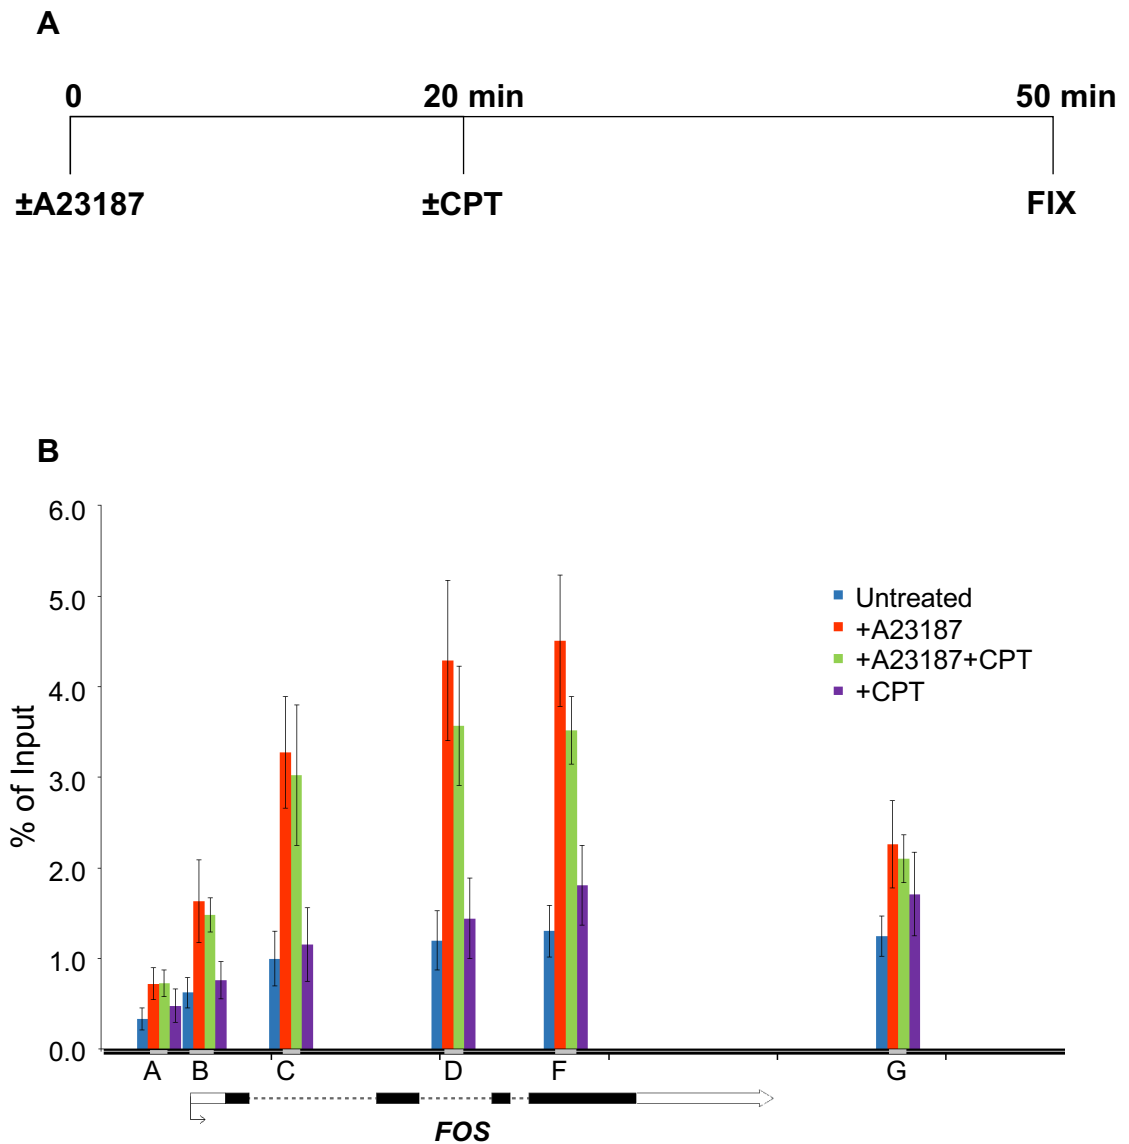 A
0 20 min 50 min
±A23187 ±CPT FIX
B
6.0
5.0
4.0
3.0
2.0
1.0
0.0
% of Input
Untreated
+A23187
+A23187+CPT
+CPT
A B C D F G
FOS